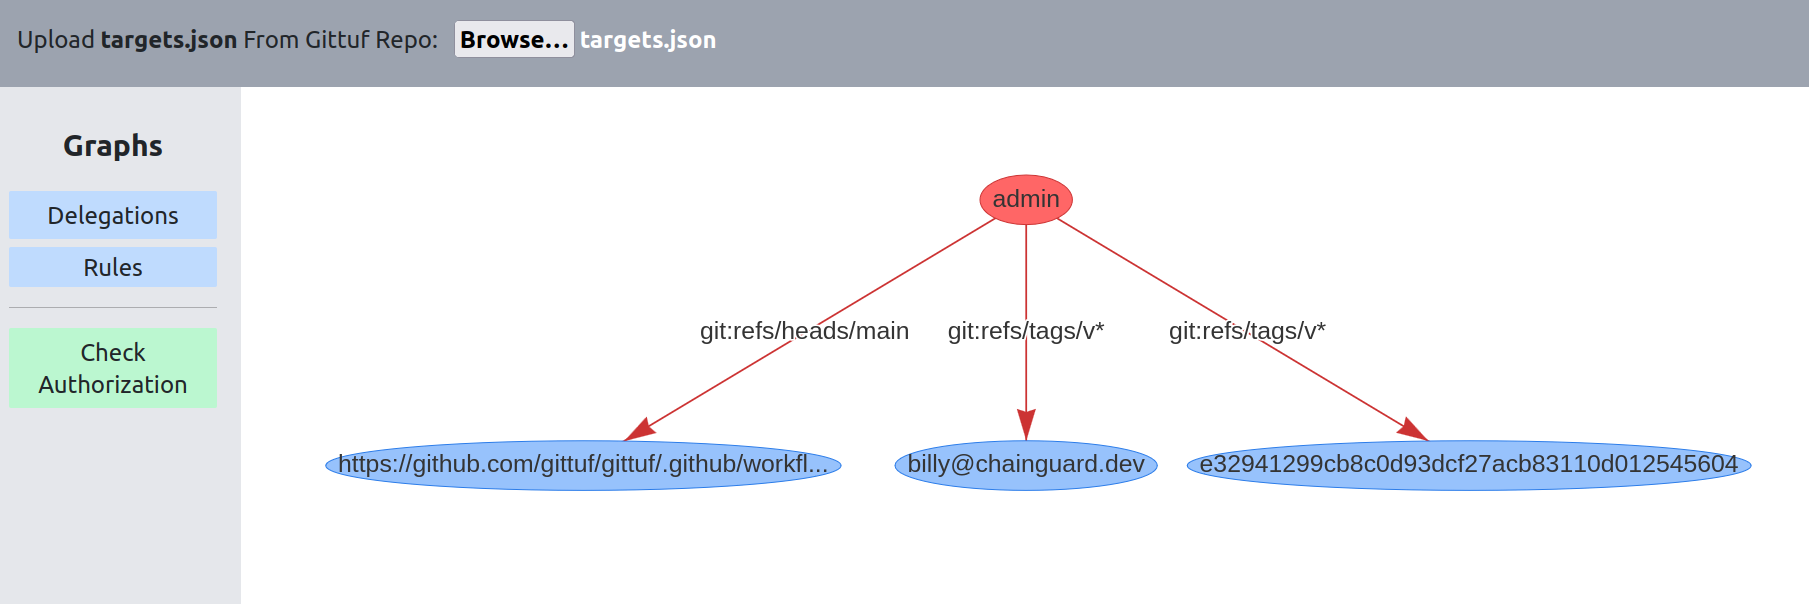 Upload targets.json From Gittuf Repo: Browse... targets.json
Graphs
Delegations
Rules
Check
Authorization
admin
git:refs/heads/main
git:refs/tags/v*
git:refs/tags/v*
https://github.com/gittuf/gittuf/.github/workfl...
billy@chainguard.dev
e32941299cb8c0d93dcf27acb83110d012545604